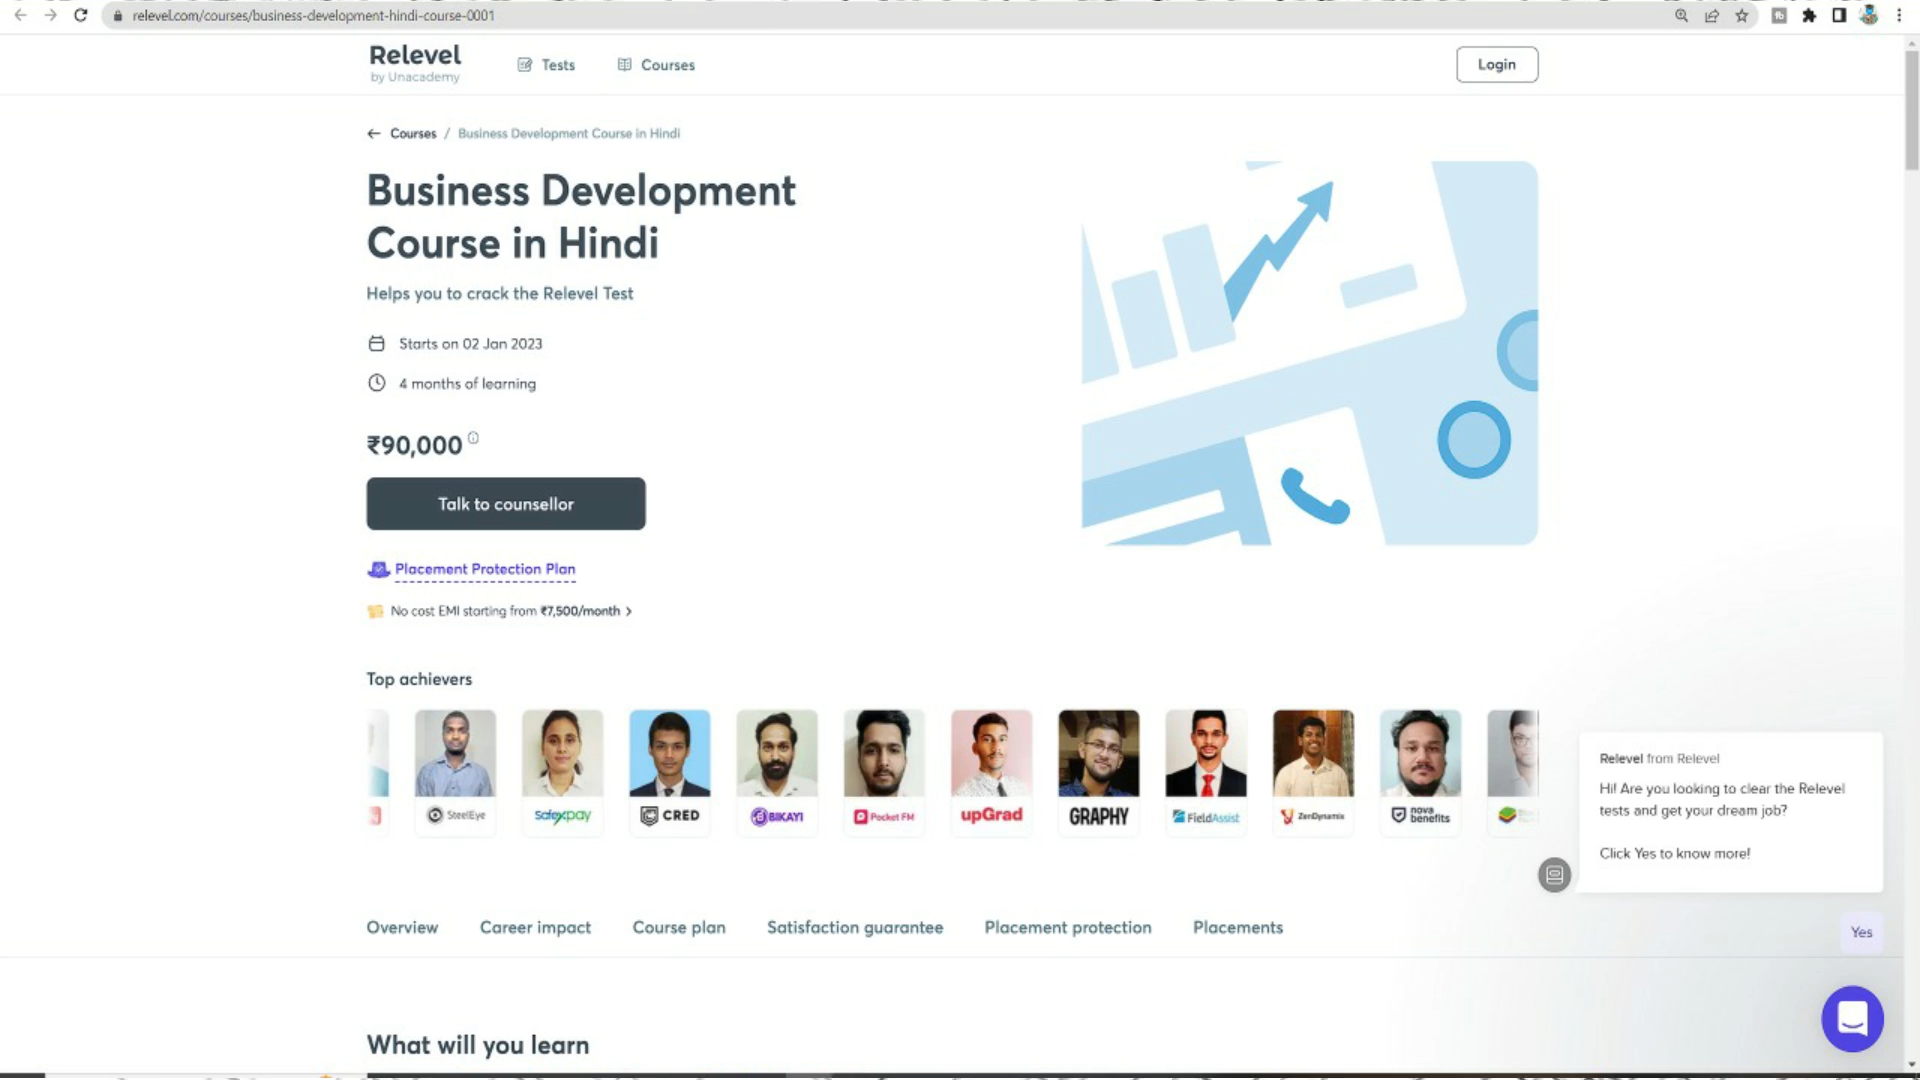 relevel.com/courses/business-development-hindi-course-0001
Relevel
by Unacademy
Tests
Courses
Login
Courses / Business Development Course in Hindi
Business Development
Course in Hindi
Helps you to crack the Relevel Test
Starts on 02 Jan 2023
4 months of learning
₹90,000
Talk to counsellor
Placement Protection Plan
No cost EMI starting from ₹7,500/month >
Top achievers
SteelEye
safexpay
CRED
BIKAYI
Pocket FM
upGrad
GRAPHY
FieldAssist
ZenDynamix
nova
benefits
Relevel from Relevel
Hi! Are you looking to clear the Relevel
tests and get your dream job?
Click Yes to know more!
Yes
Overview
Career impact
Course plan
Satisfaction guarantee
Placement protection
Placements
What will you learn